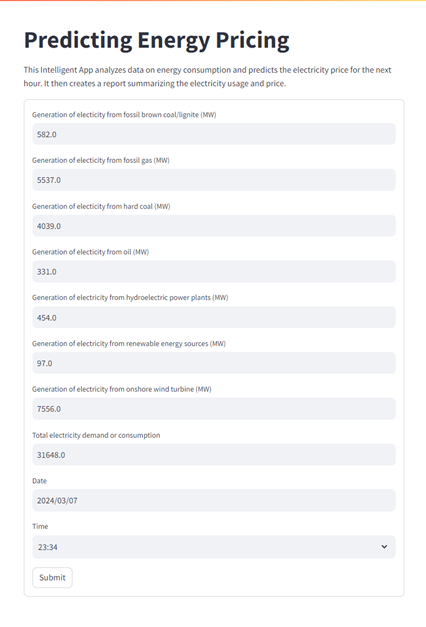 Predicting Energy Pricing
This Intelligent App analyzes data on energy consumption and predicts the electricity price for the next
hour. It then creates a report summarizing the electricity usage and price.
Generation of electicity from fossil brown coal/lignite (MW)
582.0
Generation of electicity from fossil gas (MW)
5537.0
Generation of electricity from hard coal (MW)
4039.0
Generation of electicity from oil (MW)
331.0
Generation of electricity from hydroelectric power plants (MW)
454.0
Generation of electricity from renewable energy sources (MW)
97.0
Generation of electricity from onshore wind turbine (MW)
7556.0
Total electricity demand or consumption
31648.0
Date
2024/03/07
Time
23:34
Submit